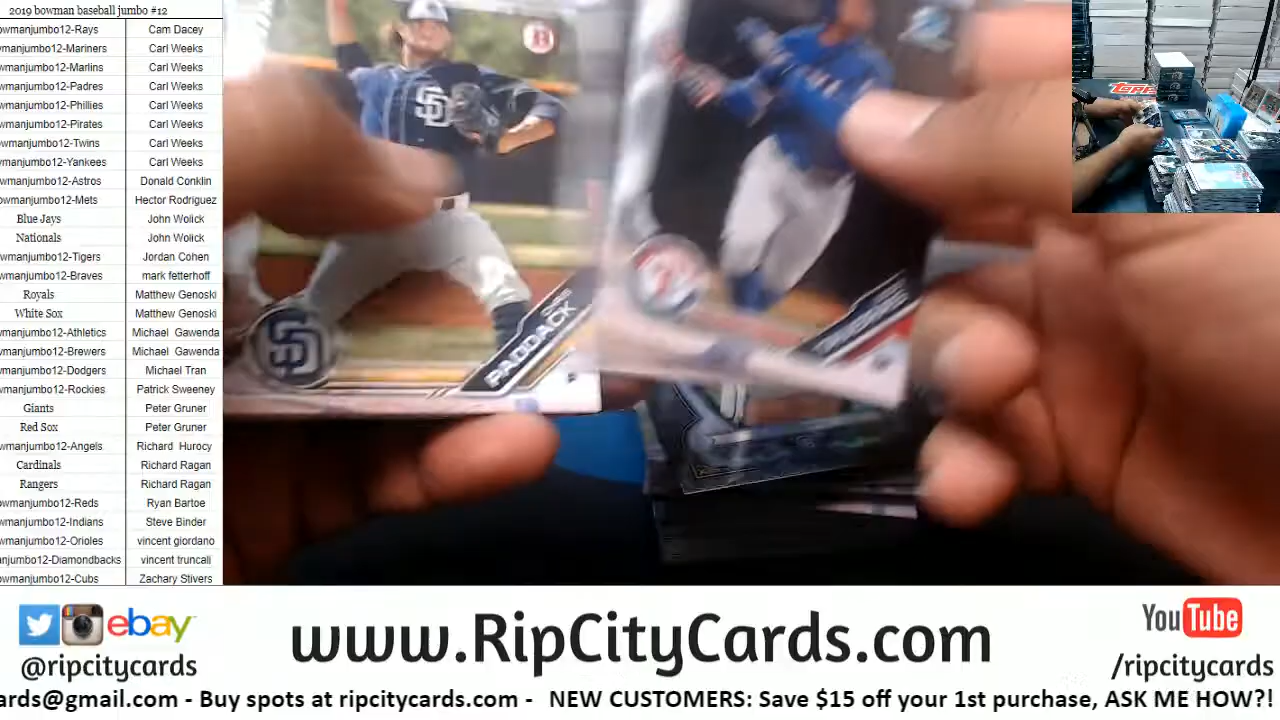 2019 bowman baseball jumbo #12
owmanjumbo12-Rays Cam Dacey
wmanjumbo12-Mariners Carl Weeks
wmanjumbo12-Marlins Carl Weeks
wmanjumbo12-Padres Carl Weeks
wmanjumbo12-Phillies Carl Weeks
wmanjumbo12-Pirates Carl Weeks
wmanjumbo12-Twins Carl Weeks
wmanjumbo12-Yankees Carl Weeks
owmanjumbo12-Astros Donald Conklin
owmanjumbo12-Mets Hector Rodriguez
Blue Jays John Wolick
Nationals John Wolick
owmanjumbo12-Tigers Jordan Cohen
owmanjumbo12-Braves mark fetterhoff
Royals Matthew Genoski
White Sox Matthew Genoski
wmanjumbo12-Athletics Michael Gawenda
wmanjumbo12-Brewers Michael Gawenda
wmanjumbo12-Dodgers Michael Tran
wmanjumbo12-Rockies Patrick Sweeney
Giants Peter Gruner
Red Sox Peter Gruner
owmanjumbo12-Angels Richard Hurocy
Cardinals Richard Ragan
Rangers Richard Ragan
owmanjumbo12-Reds Ryan Bartoe
wmanjumbo12-Indians Steve Binder
wmanjumbo12-Orioles vincent giordano
anjumbo12-Diamondbacks vincent truncali
owmanjumbo12-Cubs Zachary Stivers
SD
SD
PADDACK
TOPPS
ebay
@ripcitycards
www.RipCityCards.com
YouTube
/ripcitycards
ards@gmail.com - Buy spots at ripcitycards.com - NEW CUSTOMERS: Save $15 off your 1st purchase, ASK ME HOW?!